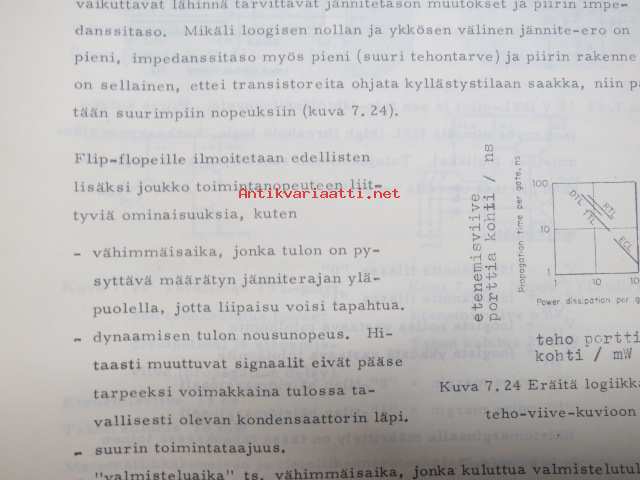 vaikuttavat lähinnä tarvittavat jännitetason muutokset ja piirin impe-
danssitaso. Mikäli loogisen nollan ja ykkösen välinen jännite-ero on
pieni, impedanssitaso myös pieni (suuri tehontarve) ja piirin rakenne
on sellainen, ettei transistoreita ohjata kyllästystilaan saakka, niin
tään suurimpiin nopeuksiin (kuva 7.24).
Flip-flopeille ilmoitetaan edellisten
lisäksi joukko toimintanopeuteen liit-
tyviä ominaisuuksia, kuten
Antikvariaatti.net
- vähimmäisaika, jonka tulon on py-
syttävä määrätyn jänniterajan ylä-
puolella, jotta liipaisu voisi tapahtua.
- dynaamisen tulon nousunopeus. Hi-
taasti muuttuvat signaalit eivät pääse
tarpeeksi voimakkaina tulossa ta-
vallisesti olevan kondensaattorin läpi.
- suurin toimintataajuus.
- "valmisteluaika" ts. vähimmäisaika, jonka kuluttua valmistelutul
etenemisviive
porttia kohti / ns
Propagation time per gate, ns
100
10
1
DTL
RTL
TTL
ECL
1 10
Power dissipation per
teho portti
kohti / mW
Kuva 7.24 Eräitä logiikka
teho-viive-kuvioon